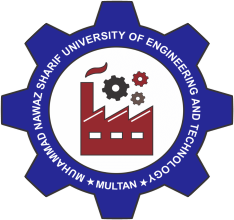 MUHAMMAD NAWAZ SHARIF UNIVERSITY OF ENGINEERING AND TECHNOLOGY
★ MULTAN ★